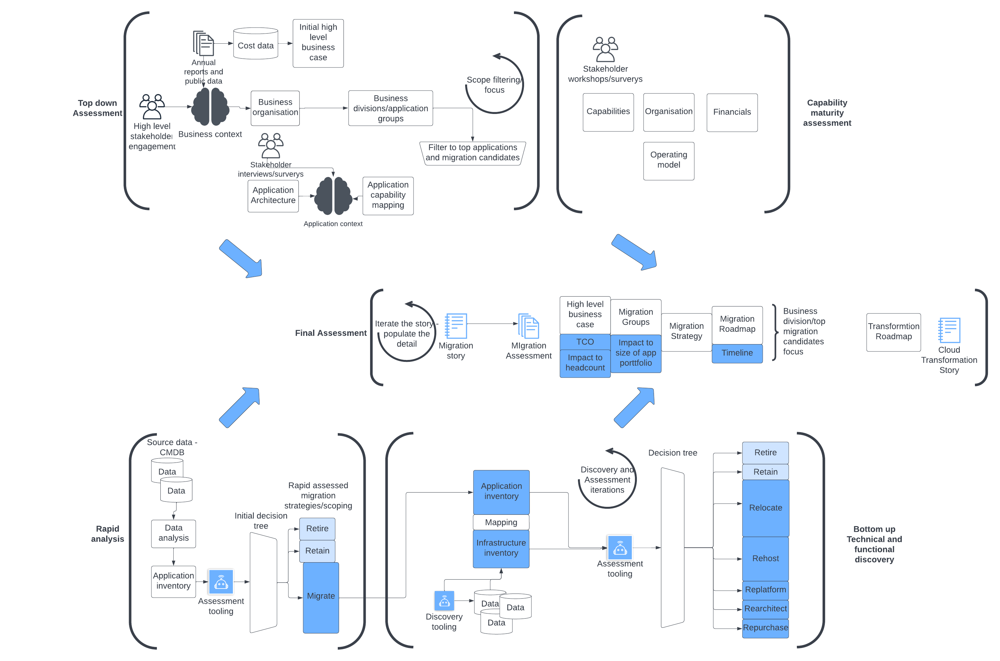 Top down
Assessment
Annual
reports and
public data
Cost data
Initial high
level
business
case
High level
stakeholder
engagement
Business context
Business
organisation
Business
divisions/application
groups
Scope filtering/
focus
Filter to top applications
and migration candidates
Stakeholder
interviews/surverys
Application
Architecture
Application
capability
mapping
Application context
Stakeholder
workshops/surverys
Capabilities
Organisation
Financials
Operating
model
Capability
maturity
assessment
Final Assessment
Iterate the story -
populate the
detail
Migration
story
MIgration
Assessment
High level
business
case
TCO
Impact to
headcount
Migration
Groups
Impact to
size of app
porttfolio
Migration
Strategy
Migration
Roadmap
Timeline
Business
division/top
migration
candidates
focus
Transformtion
Roadmap
Cloud
Transformation
Story
Rapid
analysis
Source data -
CMDB
Data
Data
Data
analysis
Application
inventory
Assessment
tooling
Initial decision
tree
Rapid assessed
migration
strategies/scoping
Retire
Retain
Migrate
Application
inventory
Mapping
Infrastructure
inventory
Discovery
tooling
Data
Data
Data
Discovery and
Assessment
iterations
Assessment
tooling
Decision tree
Retire
Retain
Relocate
Rehost
Replatform
Rearchitect
Repurchase
Bottom up
Technical and
functional
discovery